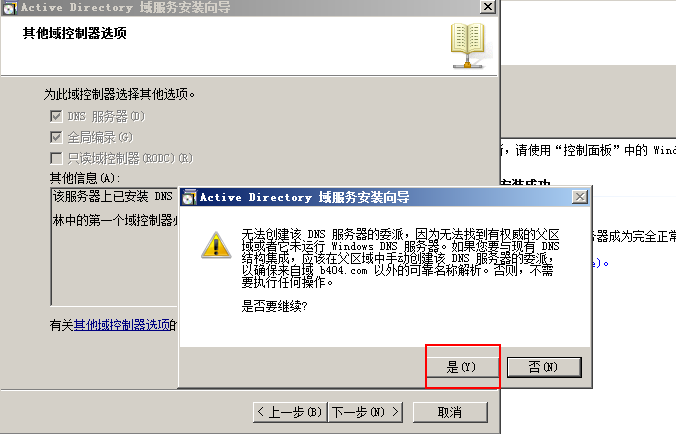 Active Directory 域服务安装向导
其他域控制器选项
为此域控制器选择其他选项。
DNS 服务器(D)
全局编录(G)
只读域控制器(RODC)(R)
其他信息(A):
该服务器上已安装 DNS
林中的第一个域控制器
有关其他域控制器选项的
< 上一步(B)
下一步(N) >
取消
Active Directory 域服务安装向导
无法创建该 DNS 服务器的委派，因为无法找到有权威的父区
域或者它未运行 Windows DNS 服务器。如果您要与现有 DNS
结构集成，应该在父区域中手动创建该 DNS 服务器的委派，
以确保来自域 b404.com 以外的可靠名称解析。否则，不需
要执行任何操作。
是否要继续?
是(Y)
否(N)
，请使用“控制面板”中的 Wind
安装成功
器成为完全正常
)。